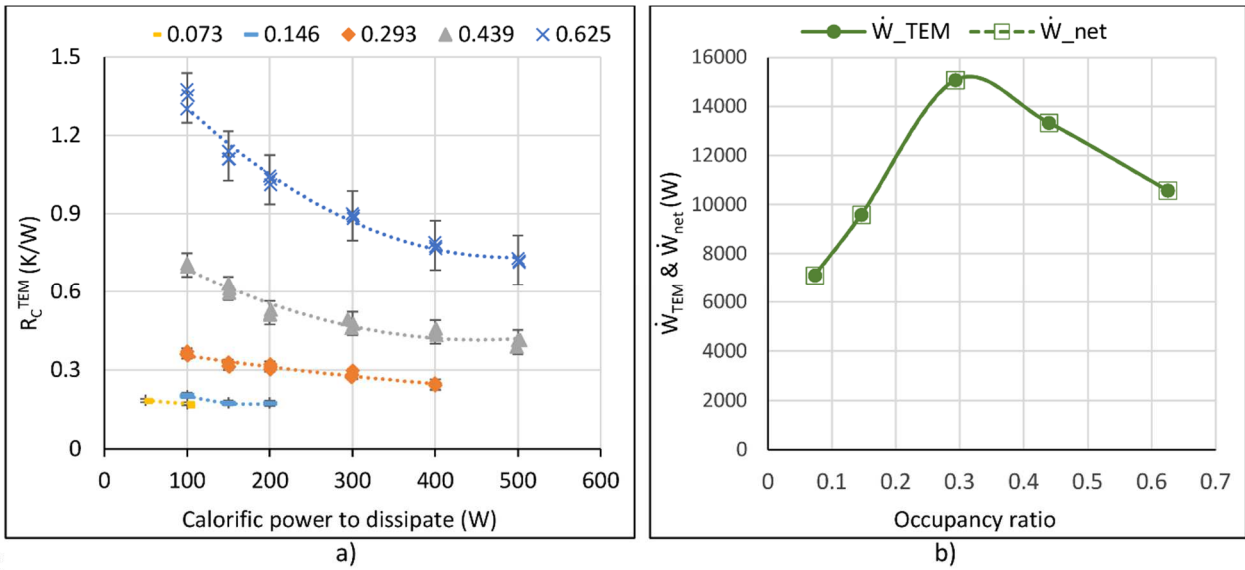 0.073 0.146 0.293 0.439 0.625
1.5
1.2
0.9
0.6
0.3
0
R_C^TEM (K/W)
0 100 200 300 400 500 600
Calorific power to dissipate (W)
a)
Ẇ_TEM Ẇ_net
16000
14000
12000
10000
8000
6000
4000
2000
0
Ẇ_TEM & Ẇ_net (W)
0 0.1 0.2 0.3 0.4 0.5 0.6 0.7
Occupancy ratio
b)